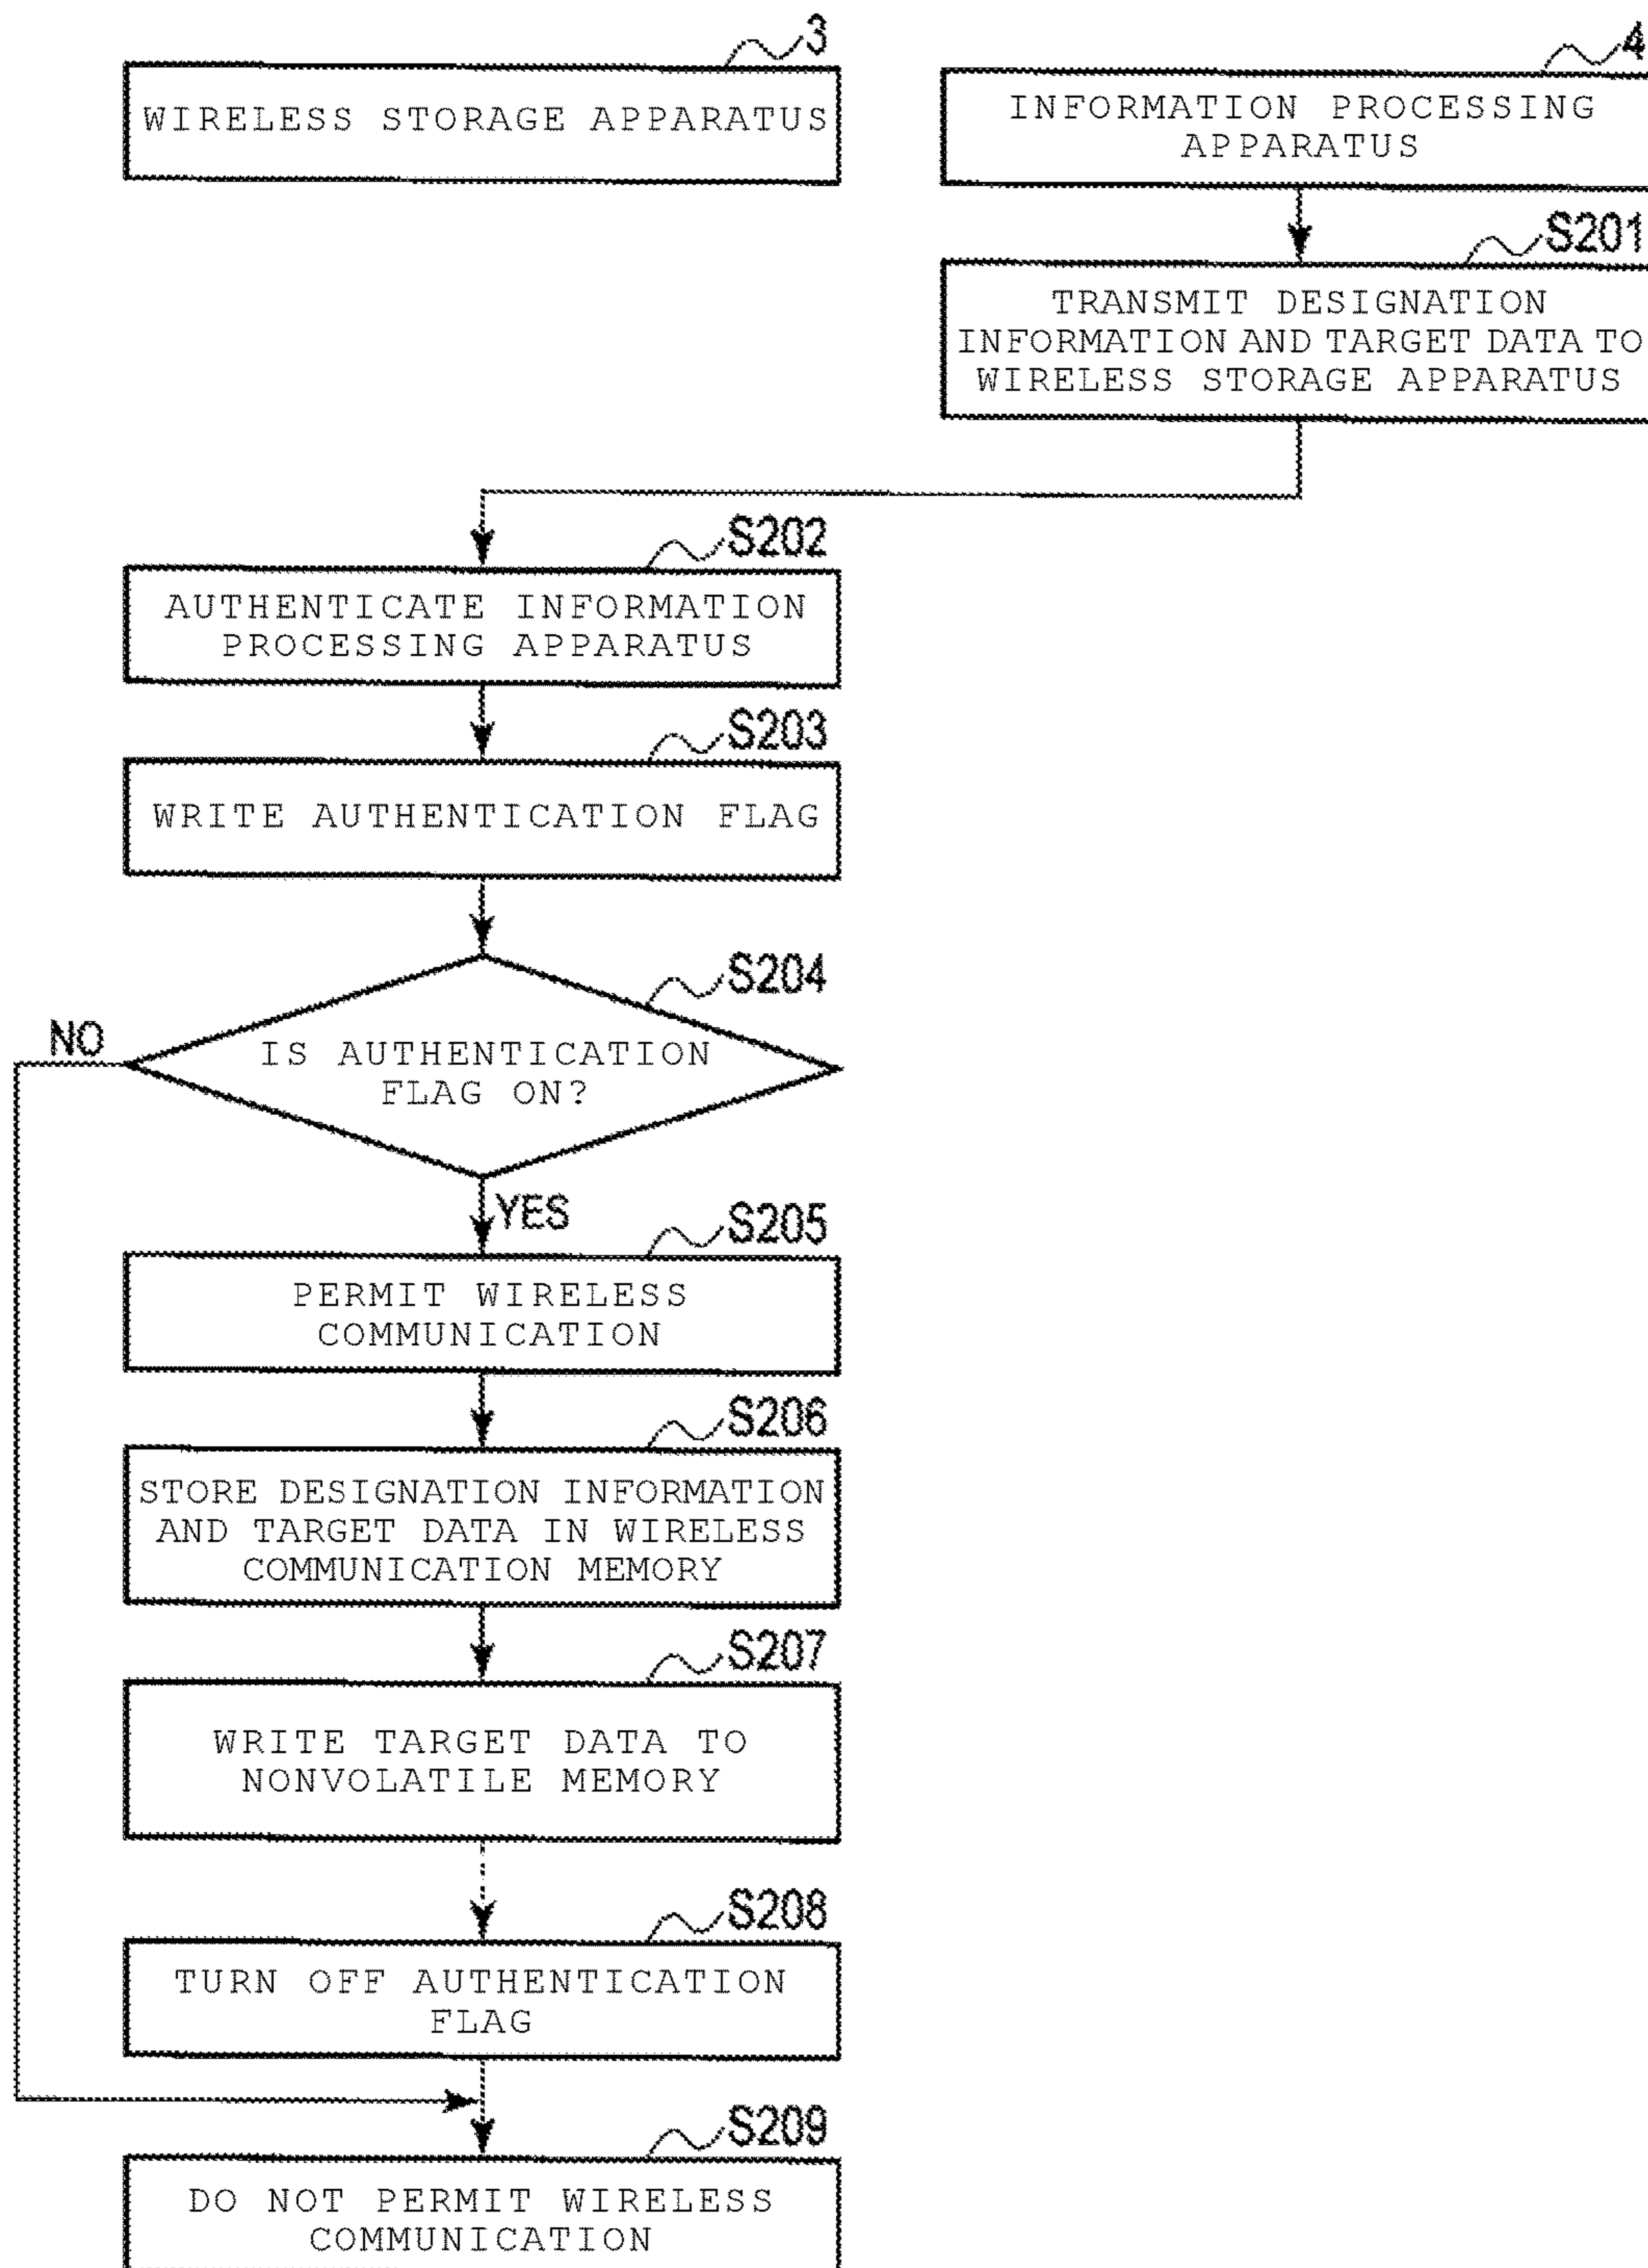 3
WIRELESS STORAGE APPARATUS
4
INFORMATION PROCESSING
APPARATUS
S201
TRANSMIT DESIGNATION
INFORMATION AND TARGET DATA TO
WIRELESS STORAGE APPARATUS
S202
AUTHENTICATE INFORMATION
PROCESSING APPARATUS
S203
WRITE AUTHENTICATION FLAG
S204
NO
IS AUTHENTICATION
FLAG ON?
YES
S205
PERMIT WIRELESS
COMMUNICATION
S206
STORE DESIGNATION INFORMATION
AND TARGET DATA IN WIRELESS
COMMUNICATION MEMORY
S207
WRITE TARGET DATA TO
NONVOLATILE MEMORY
S208
TURN OFF AUTHENTICATION
FLAG
S209
DO NOT PERMIT WIRELESS
COMMUNICATION